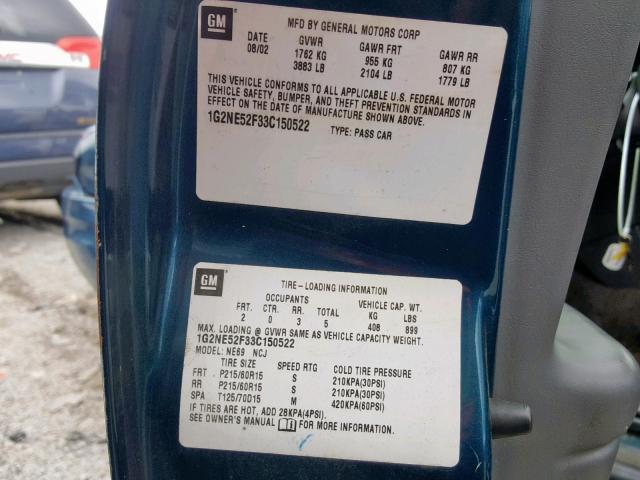 GM
MFD BY GENERAL MOTORS CORP
DATE GVWR GAWR FRT GAWR RR
08/02 1762 KG 955 KG 807 KG
3883 LB 2104 LB 1779 LB
THIS VEHICLE CONFORMS TO ALL APPLICABLE U.S. FEDERAL MOTOR
VEHICLE SAFETY, BUMPER, AND THEFT PREVENTION STANDARDS IN
EFFECT ON THE DATE OF MANUFACTURE SHOWN ABOVE.
1G2NE52F33C150522 TYPE: PASS CAR
GM
TIRE-LOADING INFORMATION
OCCUPANTS VEHICLE CAP. WT.
FRT. CTR. RR. TOTAL KG LBS
2 0 3 5 408 899
MAX. LOADING @ GVWR SAME AS VEHICLE CAPACITY WEIGHT.
1G2NE52F33C150522
MODEL: NE69 NCJ
TIRE SIZE SPEED RTG COLD TIRE PRESSURE
FRT P215/60R15 S 210KPA(30PSI)
RR P215/60R15 S 210KPA(30PSI)
SPA T125/70D15 M 420KPA(60PSI)
IF TIRES ARE HOT, ADD 28KPA(4PSI).
SEE OWNER'S MANUAL FOR MORE INFORMATION.